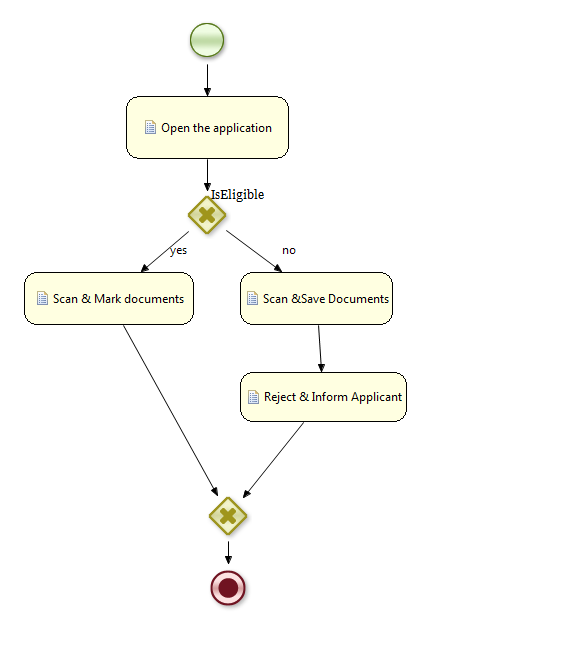 Open the application
IsEligible
yes
no
Scan & Mark documents
Scan &Save Documents
Reject & Inform Applicant